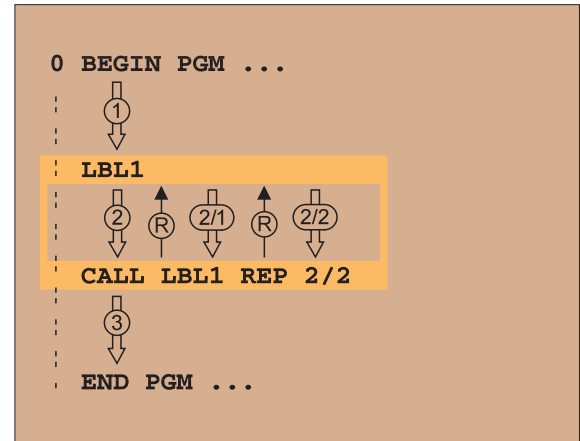 0 BEGIN PGM ...
1
LBL1
2 R 2/1 R 2/2
CALL LBL1 REP 2/2
3
END PGM ...